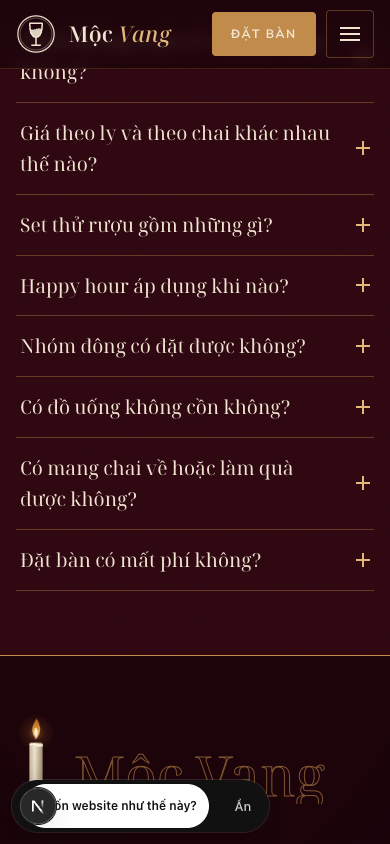 Mộc Vang
ĐẶT BÀN
không?
Giá theo ly và theo chai khác nhau
thế nào?
Set thử rượu gồm những gì?
Happy hour áp dụng khi nào?
Nhóm đông có đặt được không?
Có đồ uống không cồn không?
Có mang chai về hoặc làm quà
được không?
Đặt bàn có mất phí không?
Mộc Vang
N
website như thế này?
Ẩn